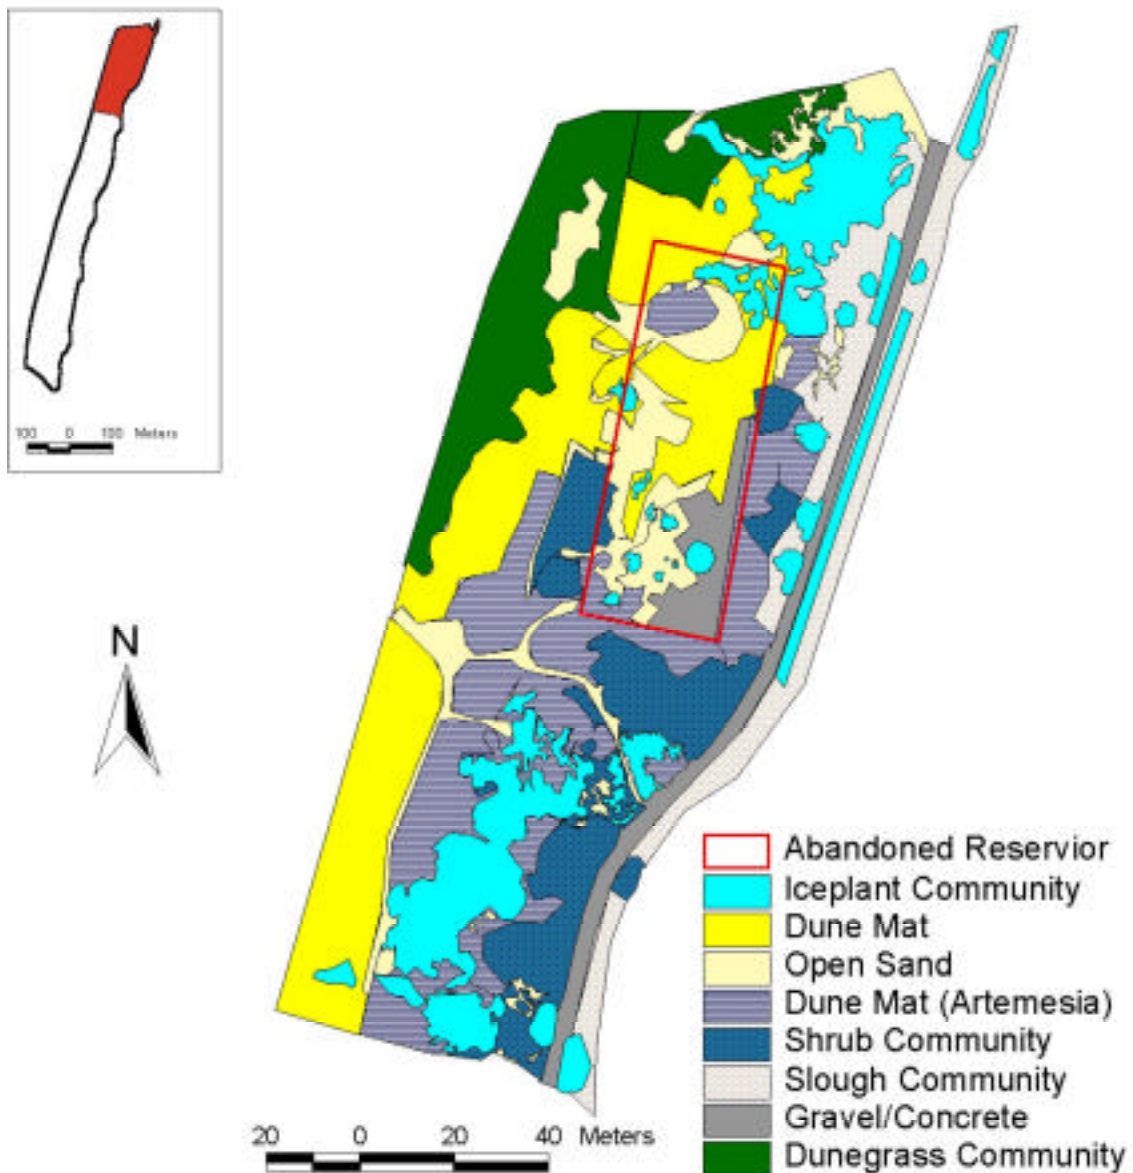 100 0 100 Meters
N
Abandoned Reservior
Iceplant Community
Dune Mat
Open Sand
Dune Mat (Artemesia)
Shrub Community
Slough Community
Gravel/Concrete
Dunegrass Community
20 0 20 40 Meters